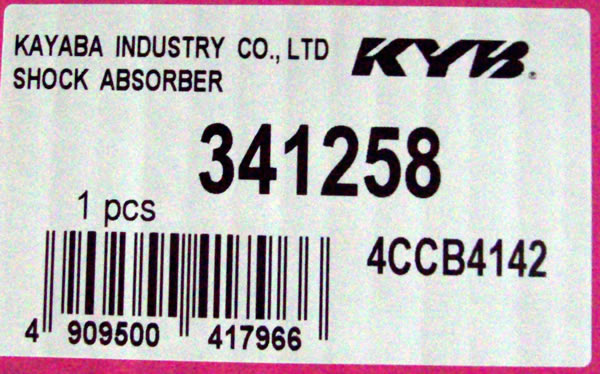 KAYABA INDUSTRY CO., LTD KYB®
SHOCK ABSORBER
341258
1 pcs
4CCB4142
4 909500 417966